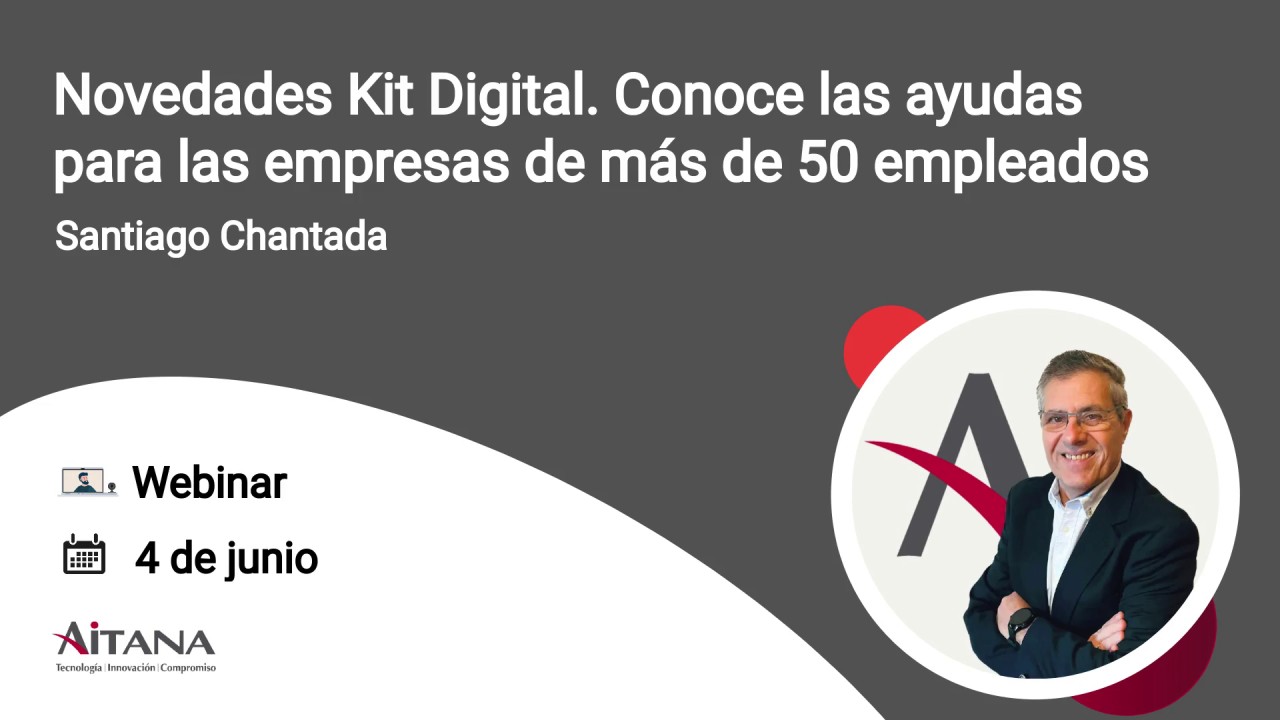 Novedades Kit Digital. Conoce las ayudas
para las empresas de más de 50 empleados
Santiago Chantada
Webinar
4 de junio
AiTANA
Tecnología | Innovación | Compromiso